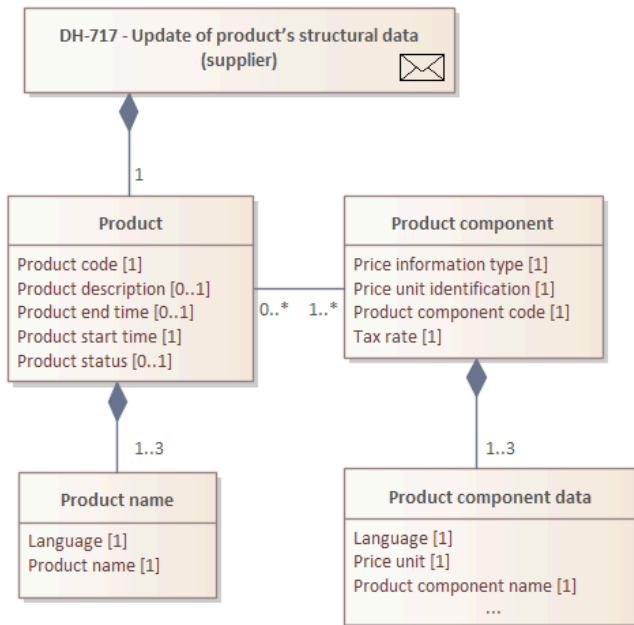 DH-717 - Update of product’s structural data
(supplier)
1
Product
Product code [1]
Product description [0..1]
Product end time [0..1]
Product start time [1]
Product status [0..1]
0..*
1..*
Product component
Price information type [1]
Price unit identification [1]
Product component code [1]
Tax rate [1]
1..3
1..3
Product name
Language [1]
Product name [1]
Product component data
Language [1]
Price unit [1]
Product component name [1]
...